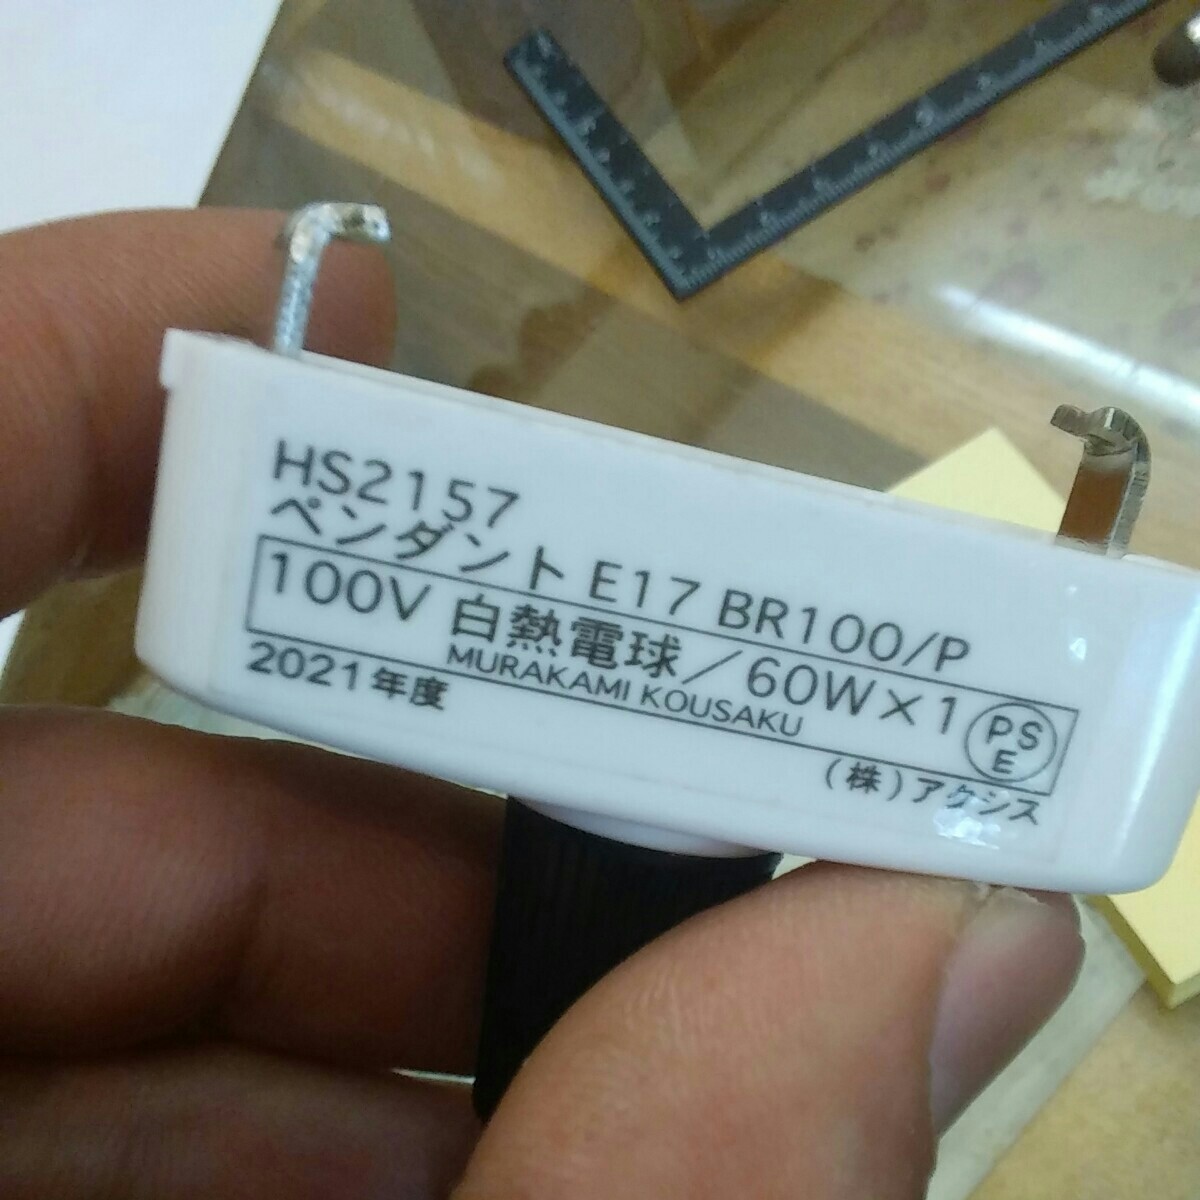 HS2157
ペンダント E17 BR100/P
100V 白熱電球／60W×1
MURAKAMI KOUSAKU
PS
E
2021年度
(株)アクシス